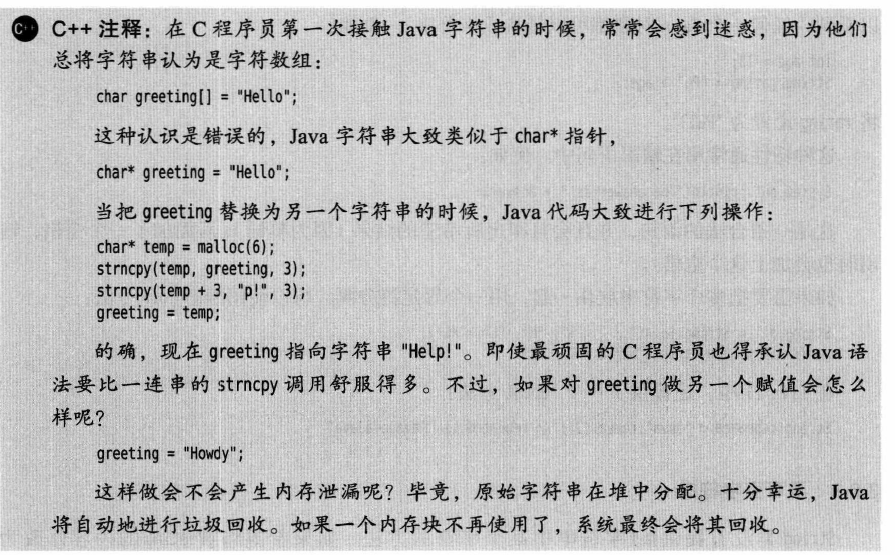 C++ C++ 注释：在 C 程序员第一次接触 Java 字符串的时候，常常会感到迷惑，因为他们
总将字符串认为是字符数组：
char greeting[] = "Hello";
这种认识是错误的，Java 字符串大致类似于 char* 指针，
char* greeting = "Hello";
当把 greeting 替换为另一个字符串的时候，Java 代码大致进行下列操作：
char* temp = malloc(6);
strncpy(temp, greeting, 3);
strncpy(temp + 3, "p!", 3);
greeting = temp;
的确，现在 greeting 指向字符串 "Help!"。即使最顽固的 C 程序员也得承认 Java 语
法要比一连串的 strncpy 调用舒服得多。不过，如果对 greeting 做另一个赋值会怎么
样呢？
greeting = "Howdy";
这样做会不会产生内存泄漏呢？毕竟，原始字符串在堆中分配。十分幸运，Java
将自动地进行垃圾回收。如果一个内存块不再使用了，系统最终会将其回收。